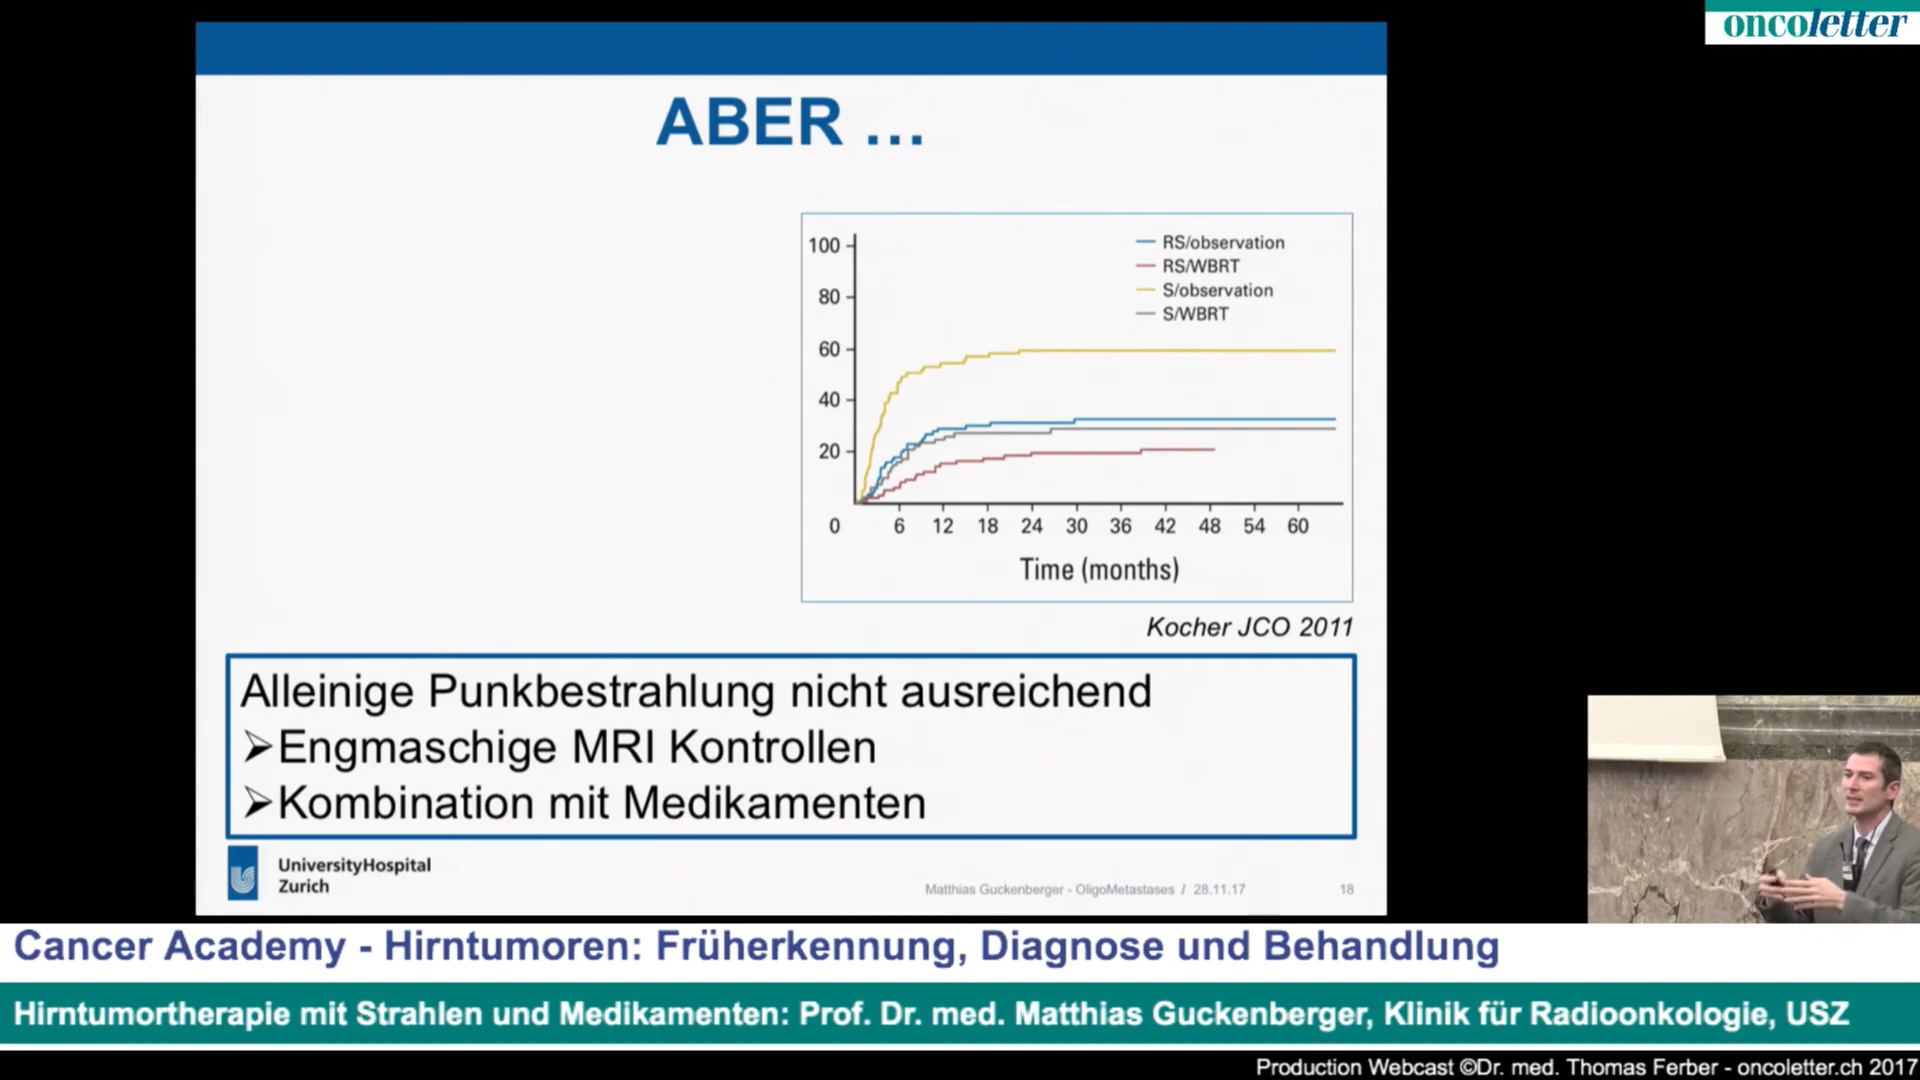 oncoletter
ABER ...
100
80
60
40
20
RS/observation
RS/WBRT
S/observation
S/WBRT
0 6 12 18 24 30 36 42 48 54 60
Time (months)
Kocher JCO 2011
Alleinige Punkbestrahlung nicht ausreichend
➢Engmaschige MRI Kontrollen
➢Kombination mit Medikamenten
UniversityHospital
Zurich
Matthias Guckenberger - OligoMetastases / 28.11.17 18
Cancer Academy - Hirntumoren: Früherkennung, Diagnose und Behandlung
Hirntumortherapie mit Strahlen und Medikamenten: Prof. Dr. med. Matthias Guckenberger, Klinik für Radioonkologie, USZ
Production Webcast ©Dr. med. Thomas Ferber - oncoletter.ch 2017